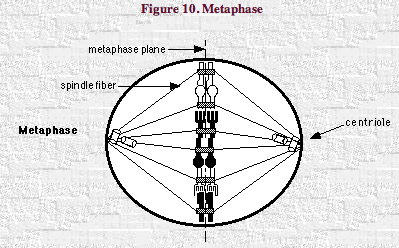 Figure 10. Metaphase
metaphase plane
spindle fiber
Metaphase
centriole